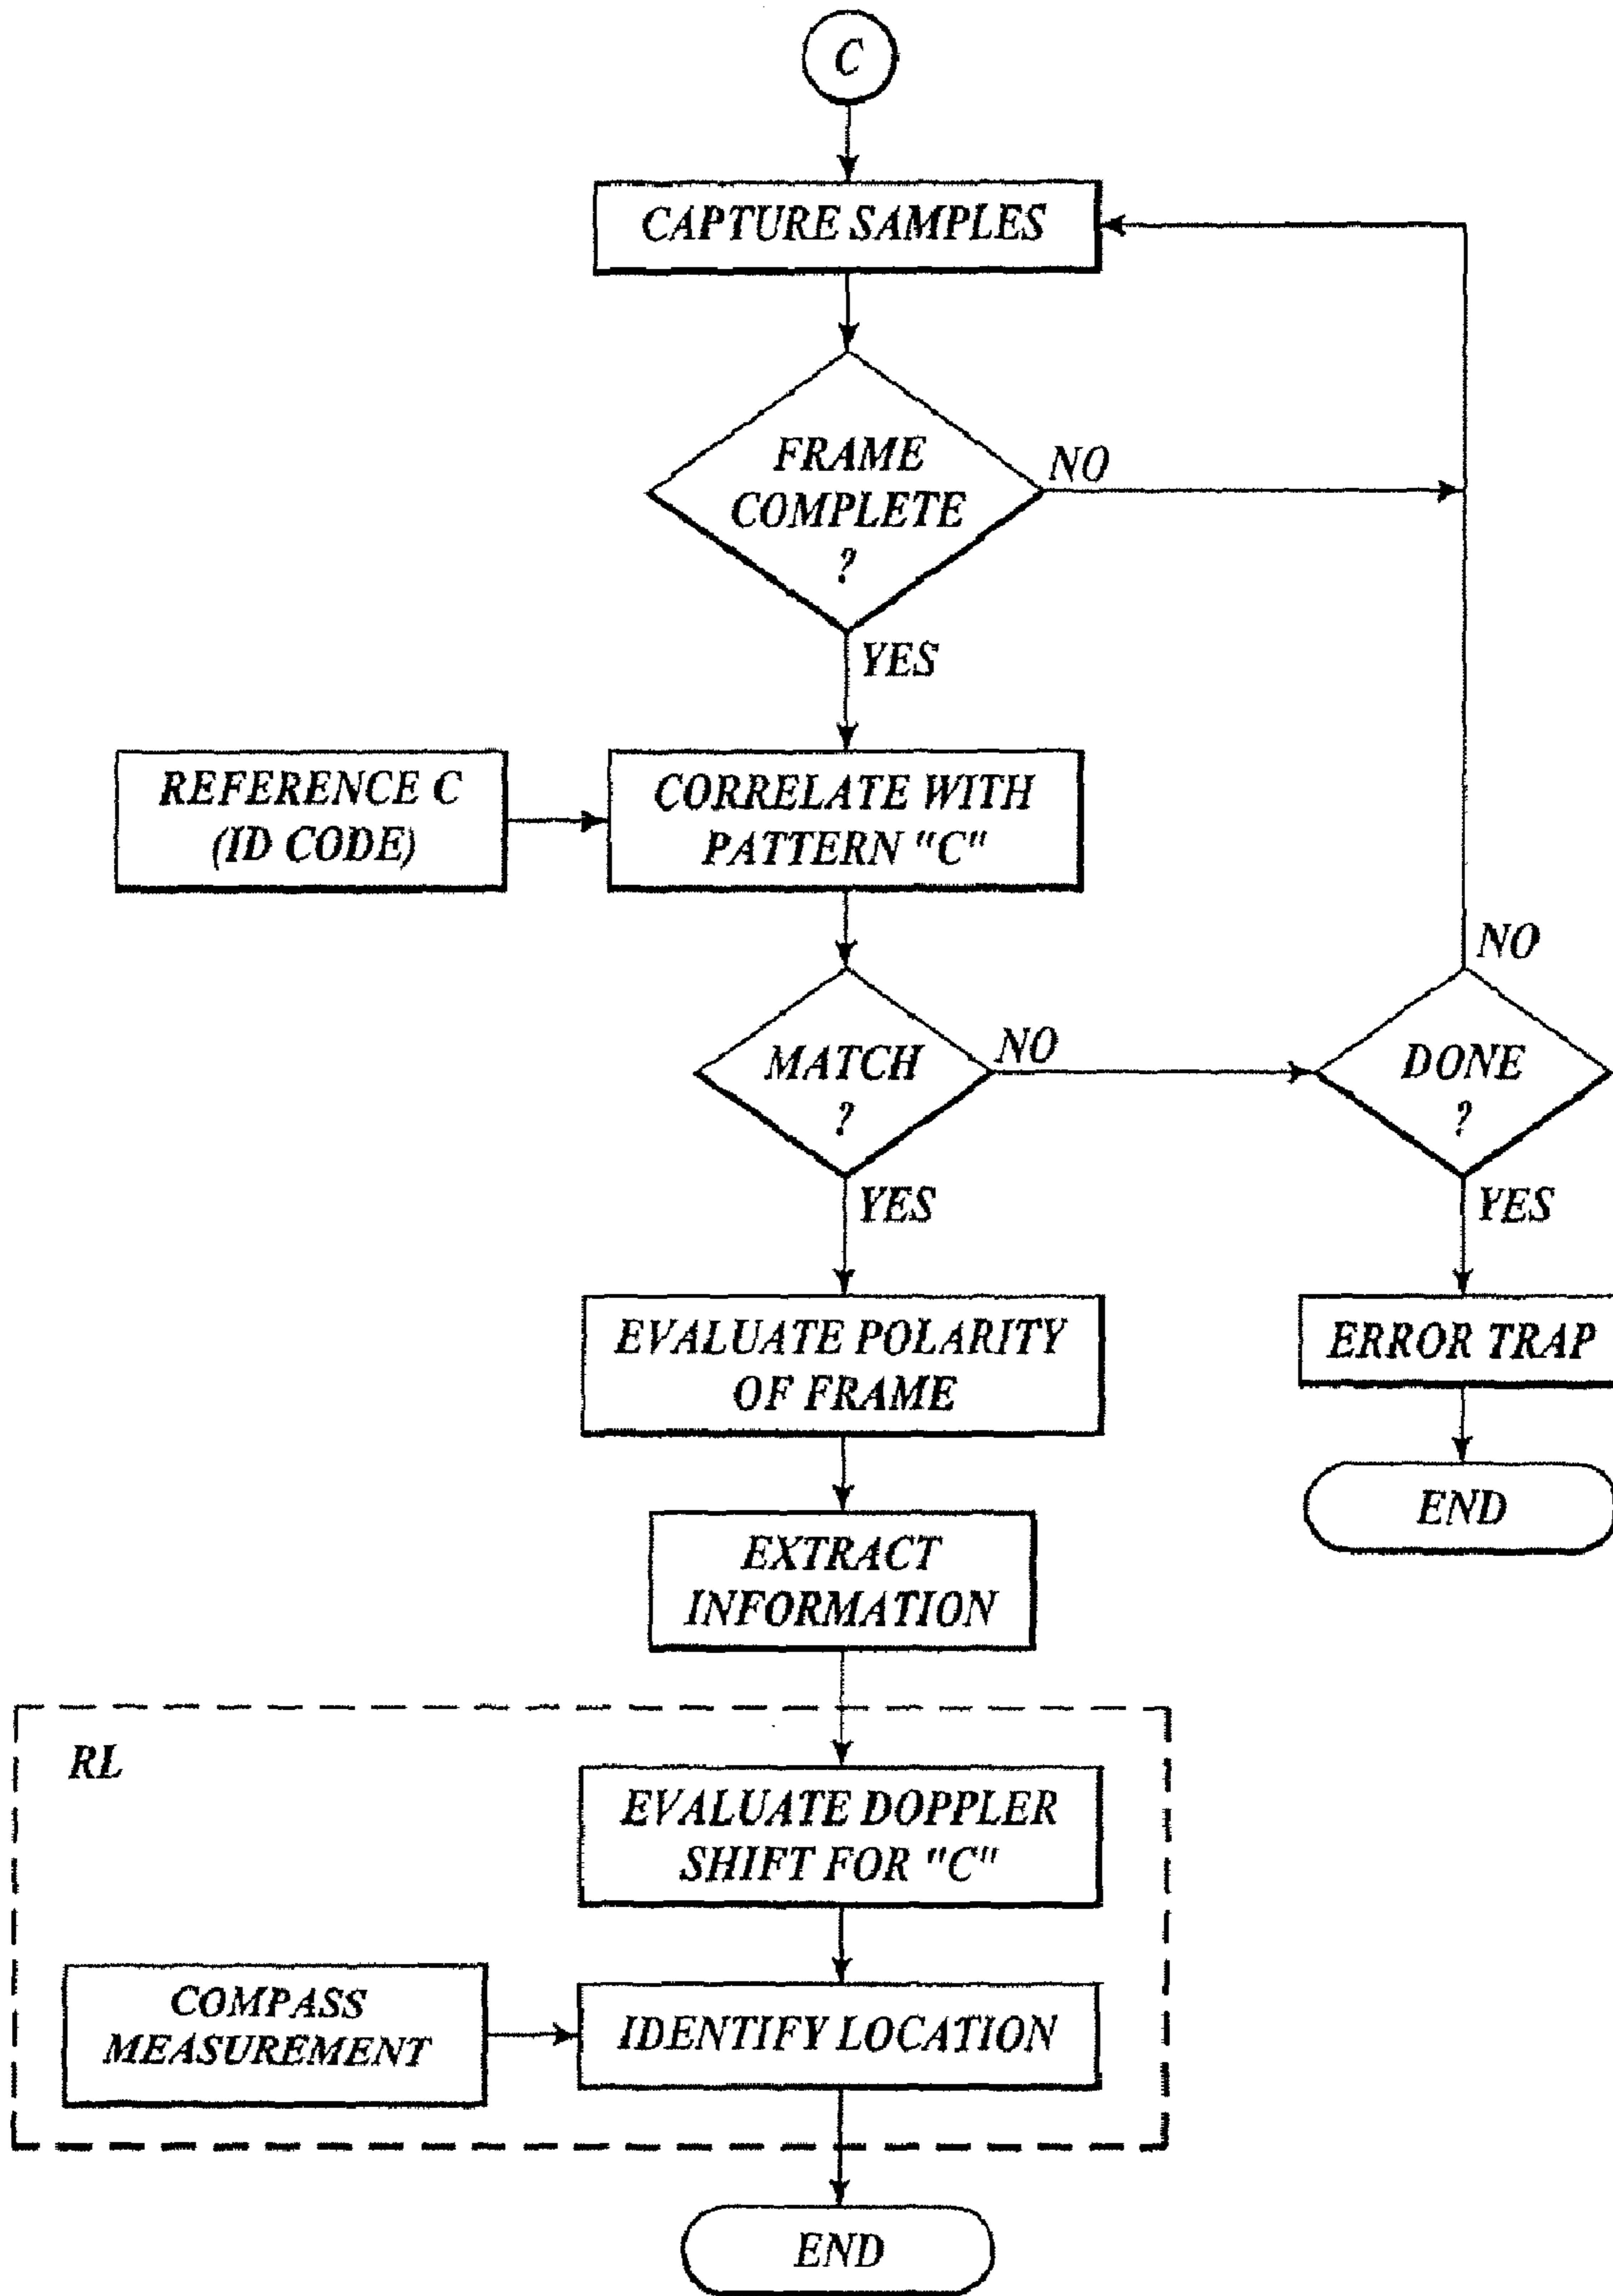 C
CAPTURE SAMPLES
FRAME
COMPLETE
?
NO
YES
REFERENCE C
(ID CODE)
CORRELATE WITH
PATTERN "C"
NO
MATCH
?
NO
DONE
?
YES
YES
EVALUATE POLARITY
OF FRAME
ERROR TRAP
END
EXTRACT
INFORMATION
RL
EVALUATE DOPPLER
SHIFT FOR "C"
COMPASS
MEASUREMENT
IDENTIFY LOCATION
END